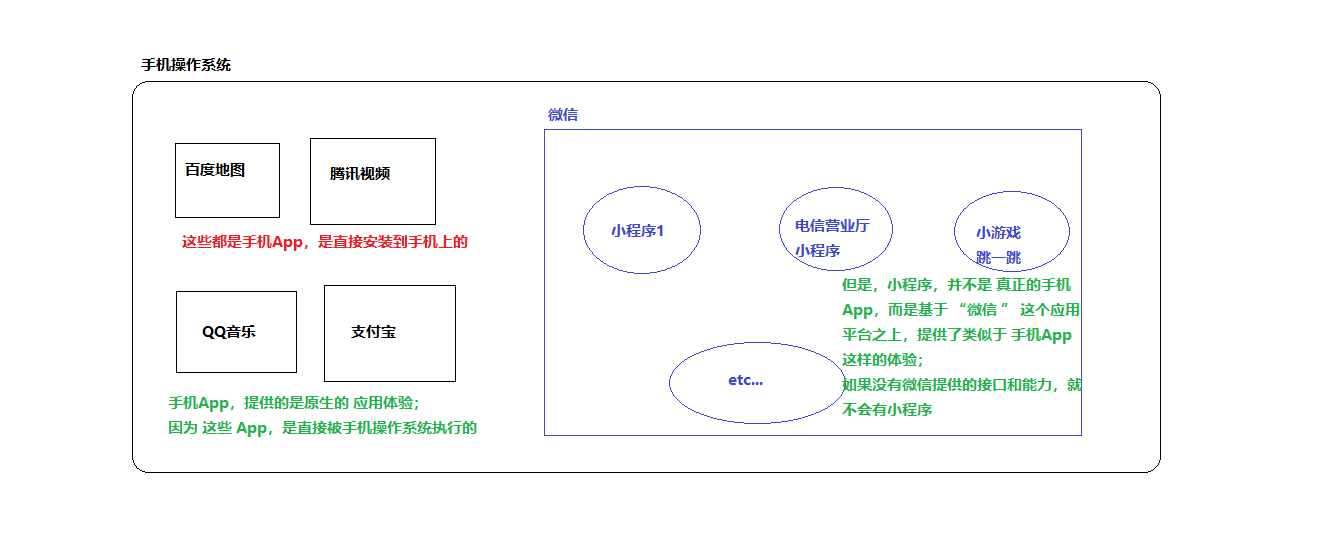 手机操作系统
微信
百度地图
腾讯视频
这些都是手机App，是直接安装到手机上的
QQ音乐
支付宝
手机App，提供的是原生的 应用体验；
因为 这些 App，是直接被手机操作系统执行的
小程序1
电信营业厅
小程序
小游戏
跳一跳
etc...
但是，小程序，并不是 真正的手机
App，而是基于 “微信 ” 这个应用
平台之上，提供了类似于 手机App
这样的体验；
如果没有微信提供的接口和能力，就
不会有小程序